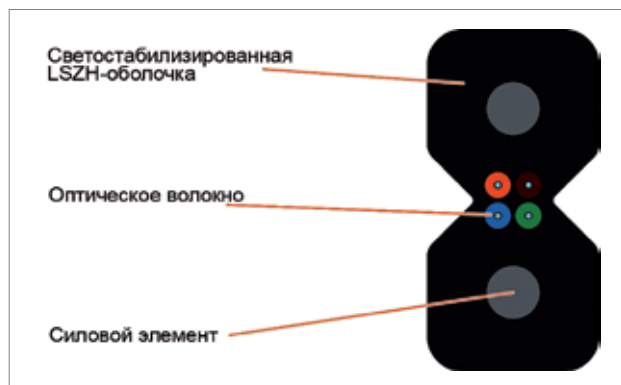 Светостабилизированная
LSZH-оболочка
Оптическое волокно
Силовой элемент